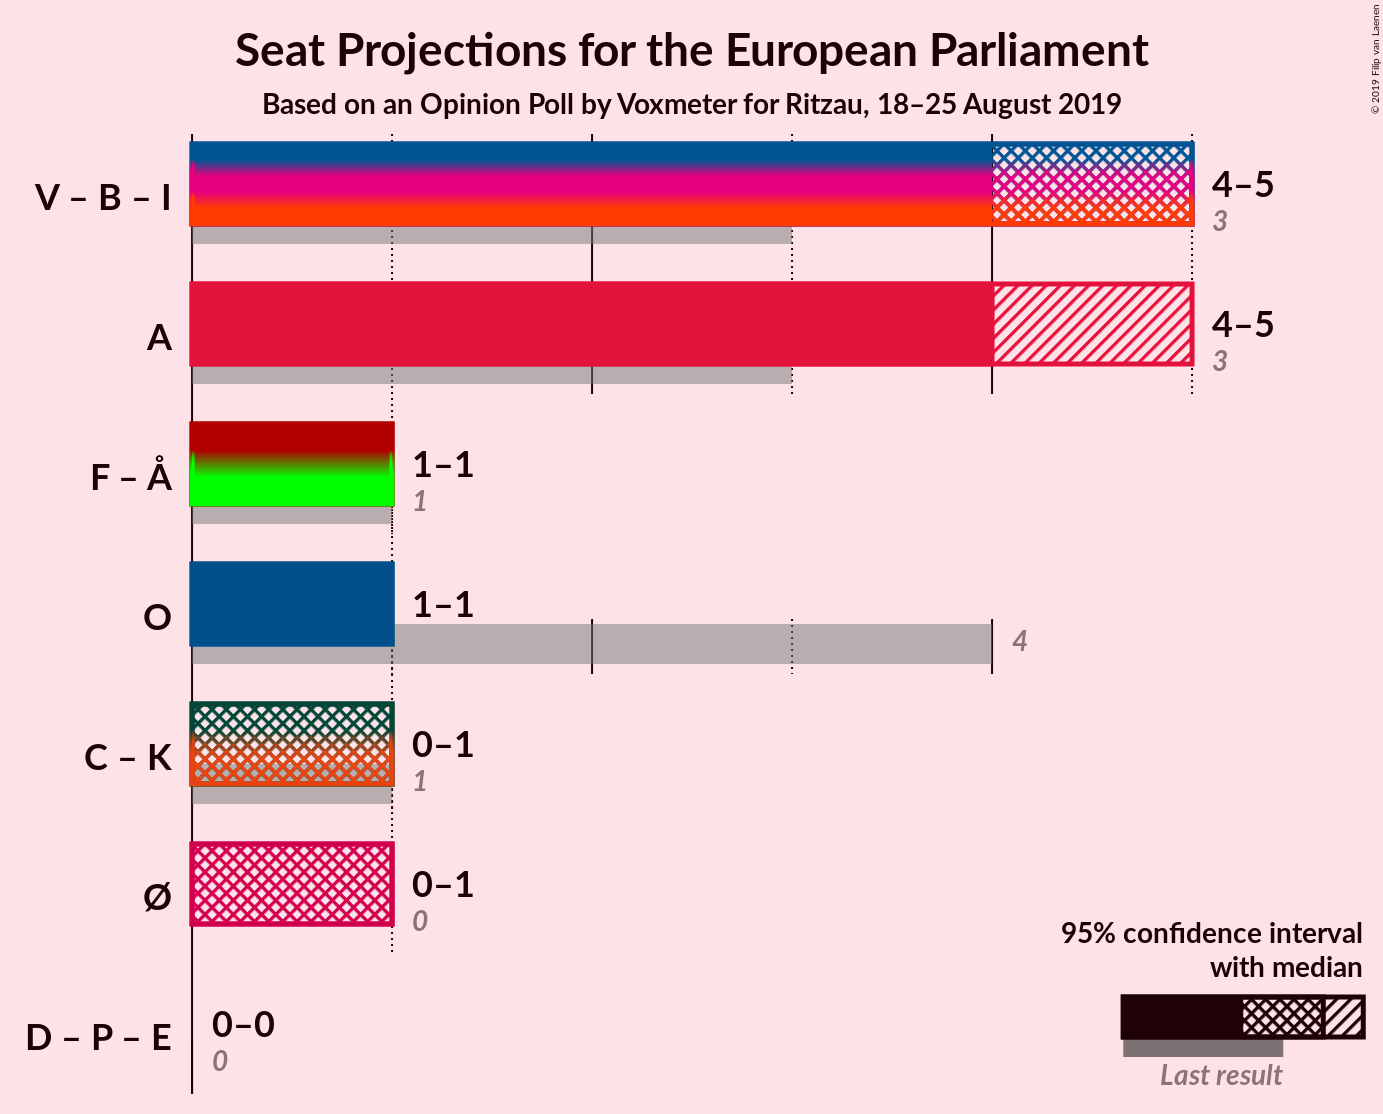 Seat Projections for the European Parliament
Based on an Opinion Poll by Voxmeter for Ritzau, 18–25 August 2019
© 2019 Filip van Laenen
V – B – I
4–5
3
A
4–5
3
F – Å
1–1
1
O
1–1
4
C – K
0–1
1
Ø
0–1
0
D – P – E
0–0
0
95% confidence interval
with median
Last result